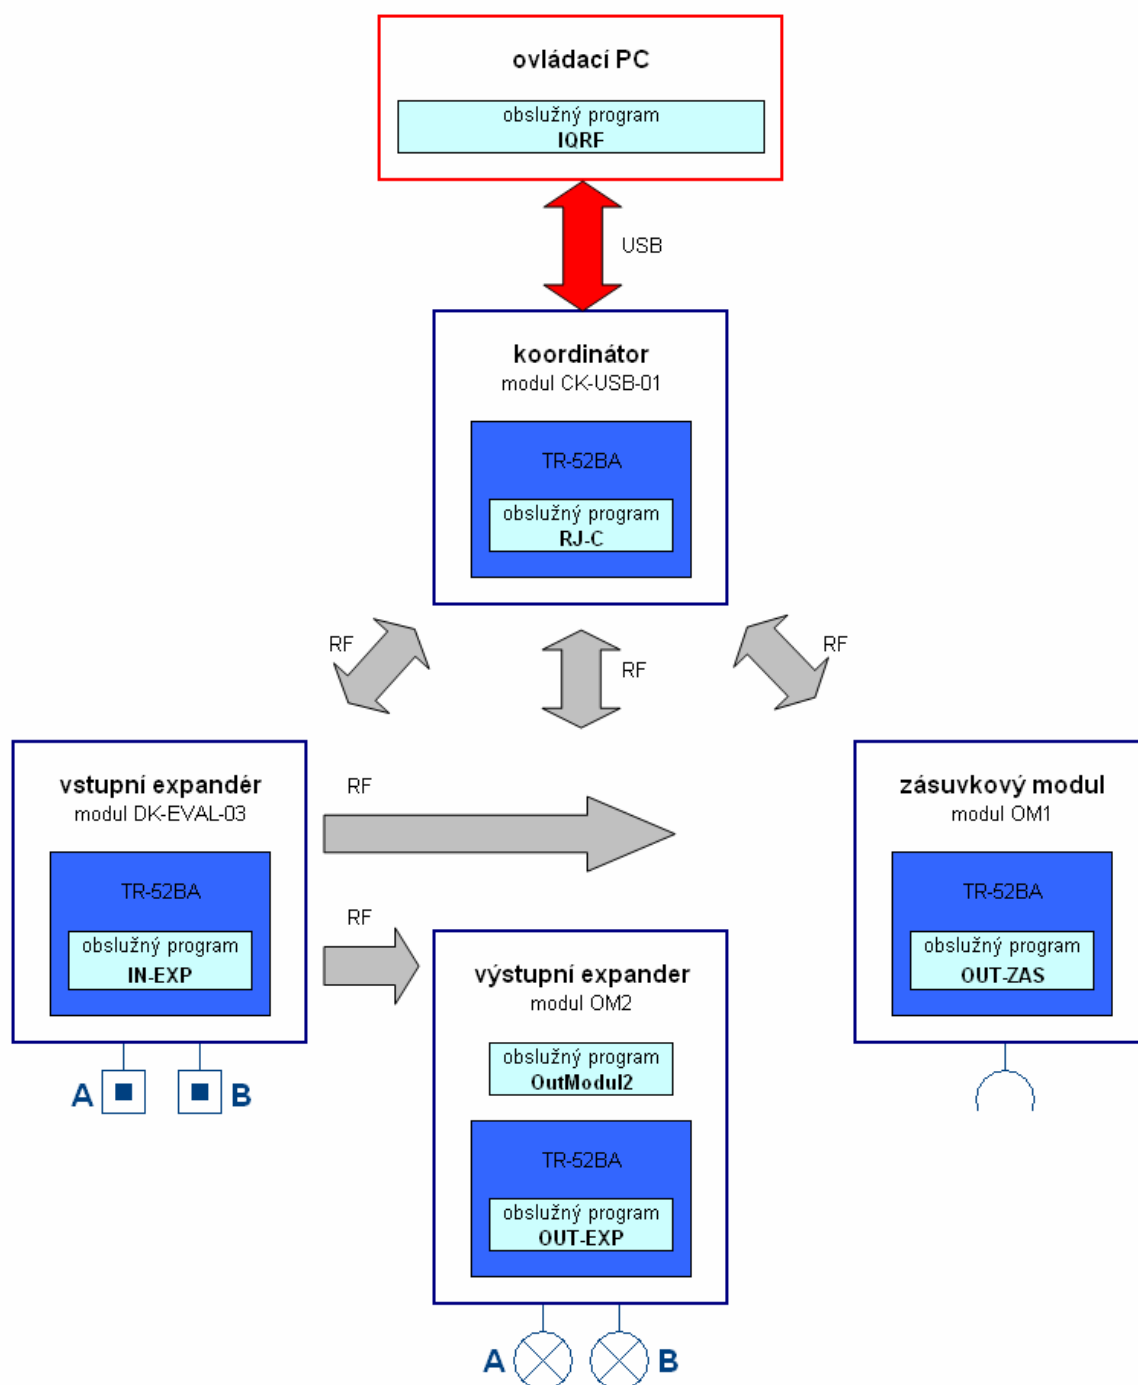 ovládací PC
obslužný program
IQRF
USB
koordinátor
modul CK-USB-01
TR-52BA
obslužný program
RJ-C
RF
RF
RF
vstupní expandér
modul DK-EVAL-03
TR-52BA
obslužný program
IN-EXP
A
B
RF
RF
zásuvkový modul
modul OM1
TR-52BA
obslužný program
OUT-ZAS
výstupní expander
modul OM2
obslužný program
OutModul2
TR-52BA
obslužný program
OUT-EXP
A
B